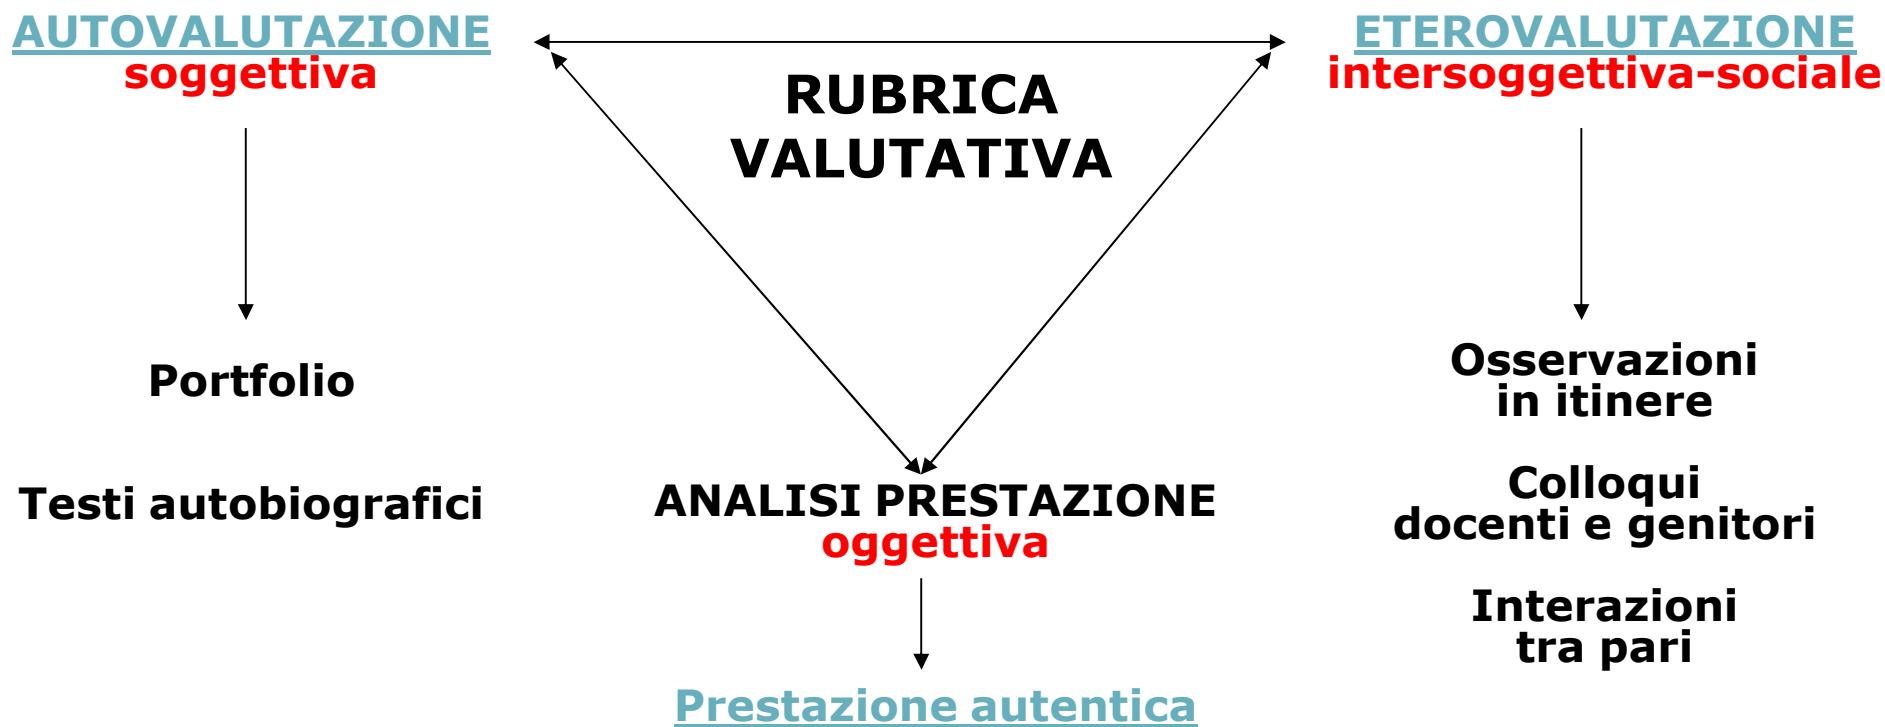 AUTOVALUTAZIONE
soggettiva
ETEROVALUTAZIONE
intersoggettiva-sociale
RUBRICA
VALUTATIVA
Portfolio
Testi autobiografici
ANALISI PRESTAZIONE
oggettiva
Prestazione autentica
Osservazioni
in itinere
Colloqui
docenti e genitori
Interazioni
tra pari